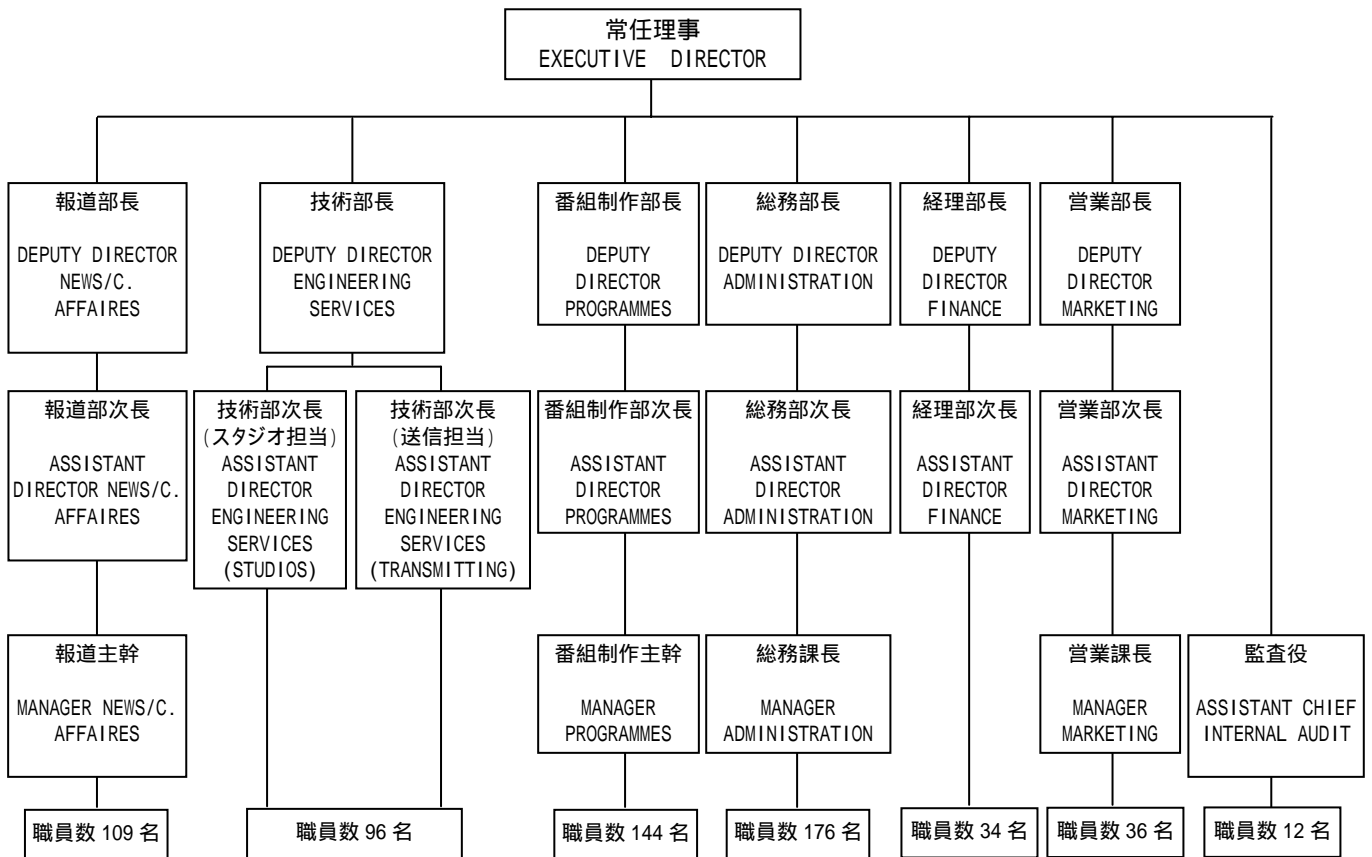 常任理事
EXECUTIVE DIRECTOR
報道部長
DEPUTY DIRECTOR
NEWS/C.
AFFAIRES
技術部長
DEPUTY DIRECTOR
ENGINEERING
SERVICES
番組制作部長
DEPUTY
DIRECTOR
PROGRAMMES
総務部長
DEPUTY DIRECTOR
ADMINISTRATION
経理部長
DEPUTY
DIRECTOR
FINANCE
営業部長
DEPUTY
DIRECTOR
MARKETING
報道部次長
ASSISTANT
DIRECTOR NEWS/C.
AFFAIRES
技術部次長
(スタジオ担当)
ASSISTANT
DIRECTOR
ENGINEERING
SERVICES
(STUDIOS)
技術部次長
(送信担当)
ASSISTANT
DIRECTOR
ENGINEERING
SERVICES
(TRANSMITTING)
番組制作部次長
ASSISTANT
DIRECTOR
PROGRAMMES
総務部次長
ASSISTANT
DIRECTOR
ADMINISTRATION
経理部次長
ASSISTANT
DIRECTOR
FINANCE
営業部次長
ASSISTANT
DIRECTOR
MARKETING
報道主幹
MANAGER NEWS/C.
AFFAIRES
番組制作主幹
MANAGER
PROGRAMMES
総務課長
MANAGER
ADMINISTRATION
営業課長
MANAGER
MARKETING
監査役
ASSISTANT CHIEF
INTERNAL AUDIT
職員数 109 名
職員数 96 名
職員数 144 名
職員数 176 名
職員数 34 名
職員数 36 名
職員数 12 名